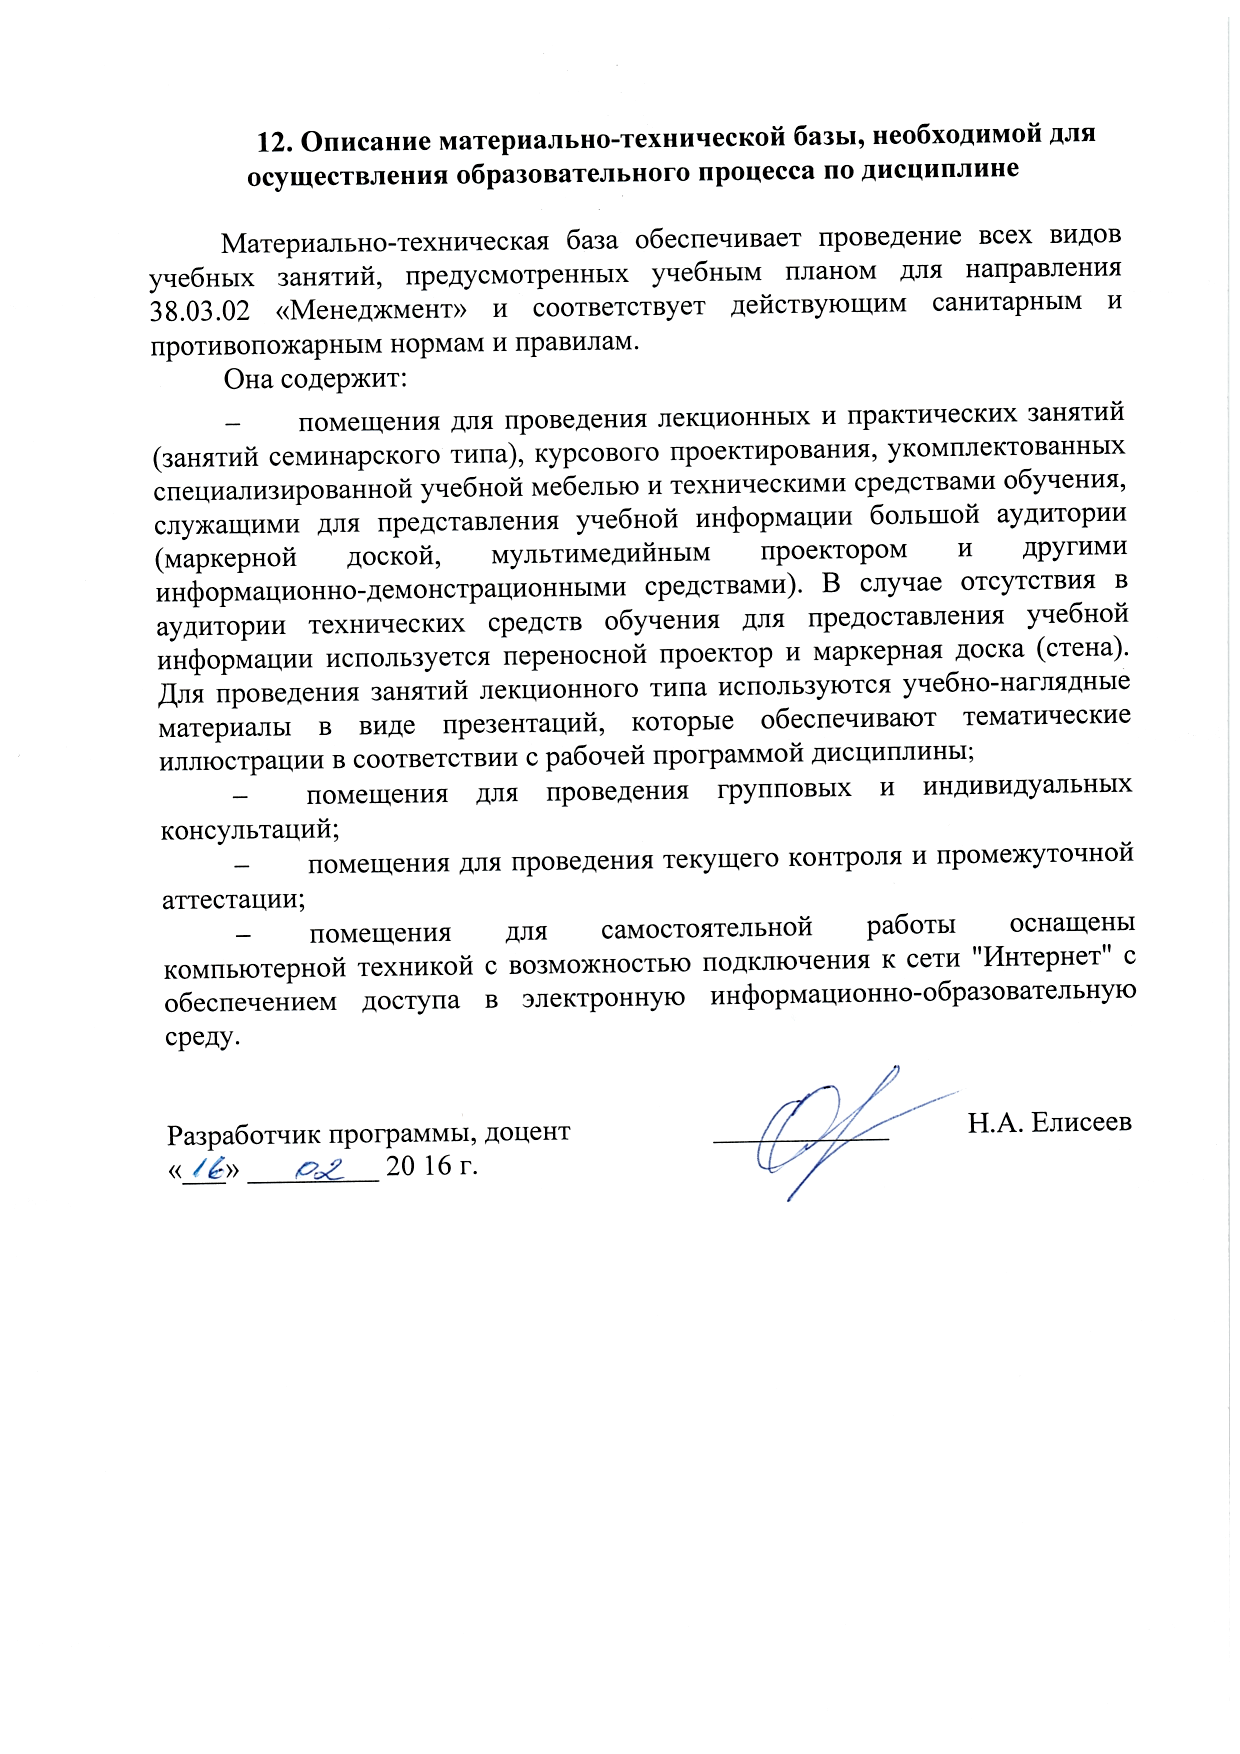 12. Описание материально-технической базы, необходимой для
осуществления образовательного процесса по дисциплине
Материально-техническая база обеспечивает проведение всех видов
учебных занятий, предусмотренных учебным планом для направления
38.03.02 «Менеджмент» и соответствует действующим санитарным и
противопожарным нормам и правилам.
Она содержит:
– помещения для проведения лекционных и практических занятий
(занятий семинарского типа), курсового проектирования, укомплектованных
специализированной учебной мебелью и техническими средствами обучения,
служащими для представления учебной информации большой аудитории
(маркерной доской, мультимедийным проектором и другими
информационно-демонстрационными средствами). В случае отсутствия в
аудитории технических средств обучения для предоставления учебной
информации используется переносной проектор и маркерная доска (стена).
Для проведения занятий лекционного типа используются учебно-наглядные
материалы в виде презентаций, которые обеспечивают тематические
иллюстрации в соответствии с рабочей программой дисциплины;
– помещения для проведения групповых и индивидуальных
консультаций;
– помещения для проведения текущего контроля и промежуточной
аттестации;
– помещения для самостоятельной работы оснащены
компьютерной техникой с возможностью подключения к сети "Интернет" с
обеспечением доступа в электронную информационно-образовательную
среду.
Разработчик программы, доцент Н.А. Елисеев
«16» 02 20 16 г.